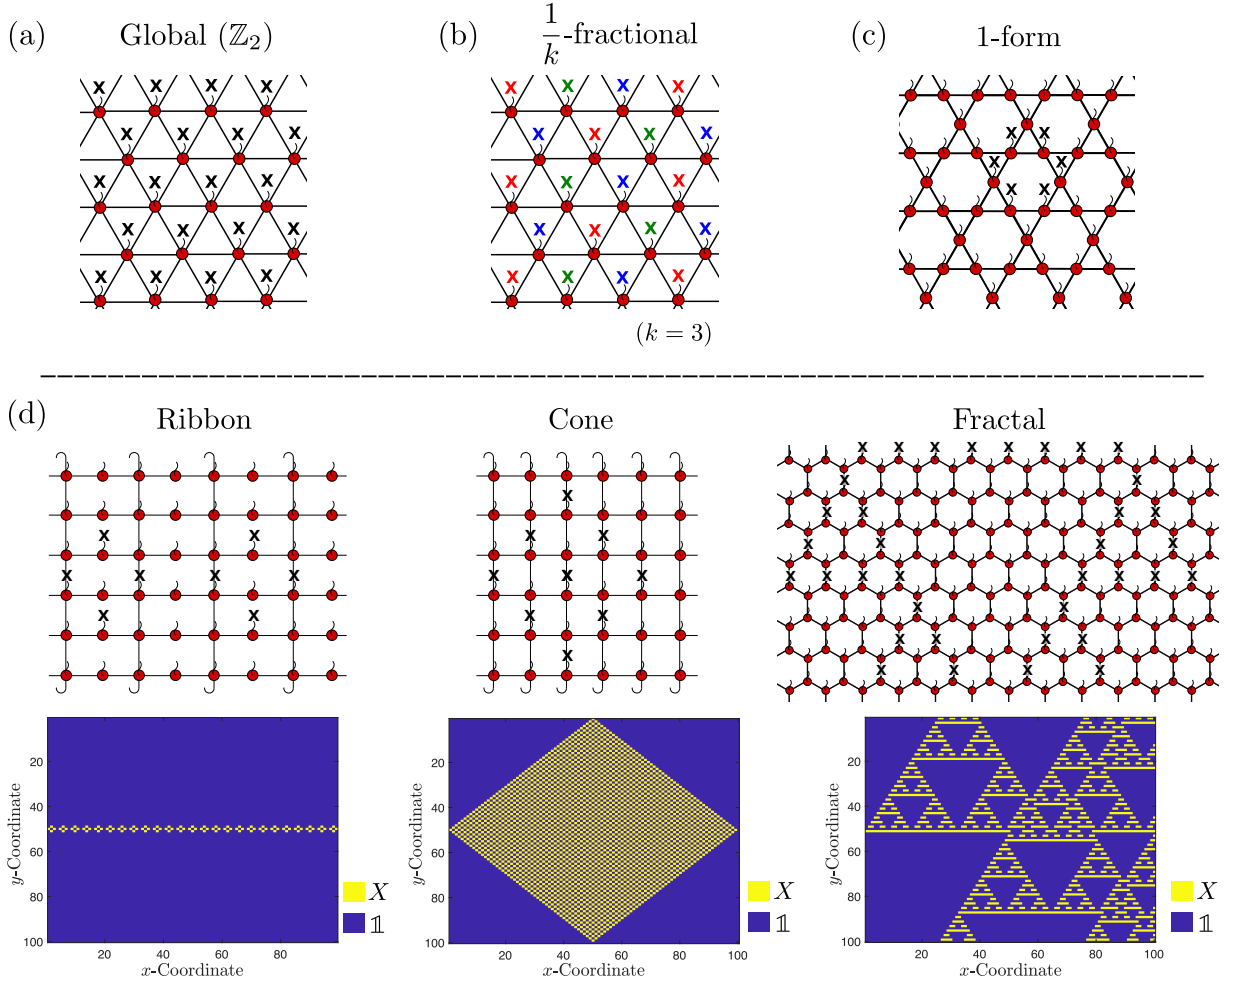 (a) Global (ℤ₂) (b) 1/k-fractional (c) 1-form
X X X X X X X X
X X X X X X X X X X
X X
X X X X X X X X
X X
X X X X X X X X
X X X X X X X X
(k = 3)
(d) Ribbon Cone Fractal
X X X X X X X X
X X X
X X X X
X X X X X X X X
X X X X X X X X X X X X X X X
X X
X X X X X X X X
X X X X X
20
40
60
80
100
y-Coordinate
20 40 60 80
x-Coordinate
X
𝟙
20
40
60
80
100
y-Coordinate
20 40 60 80 100
x-Coordinate
X
𝟙
20
40
60
80
100
y-Coordinate
20 40 60 80 100
x-Coordinate
X
𝟙